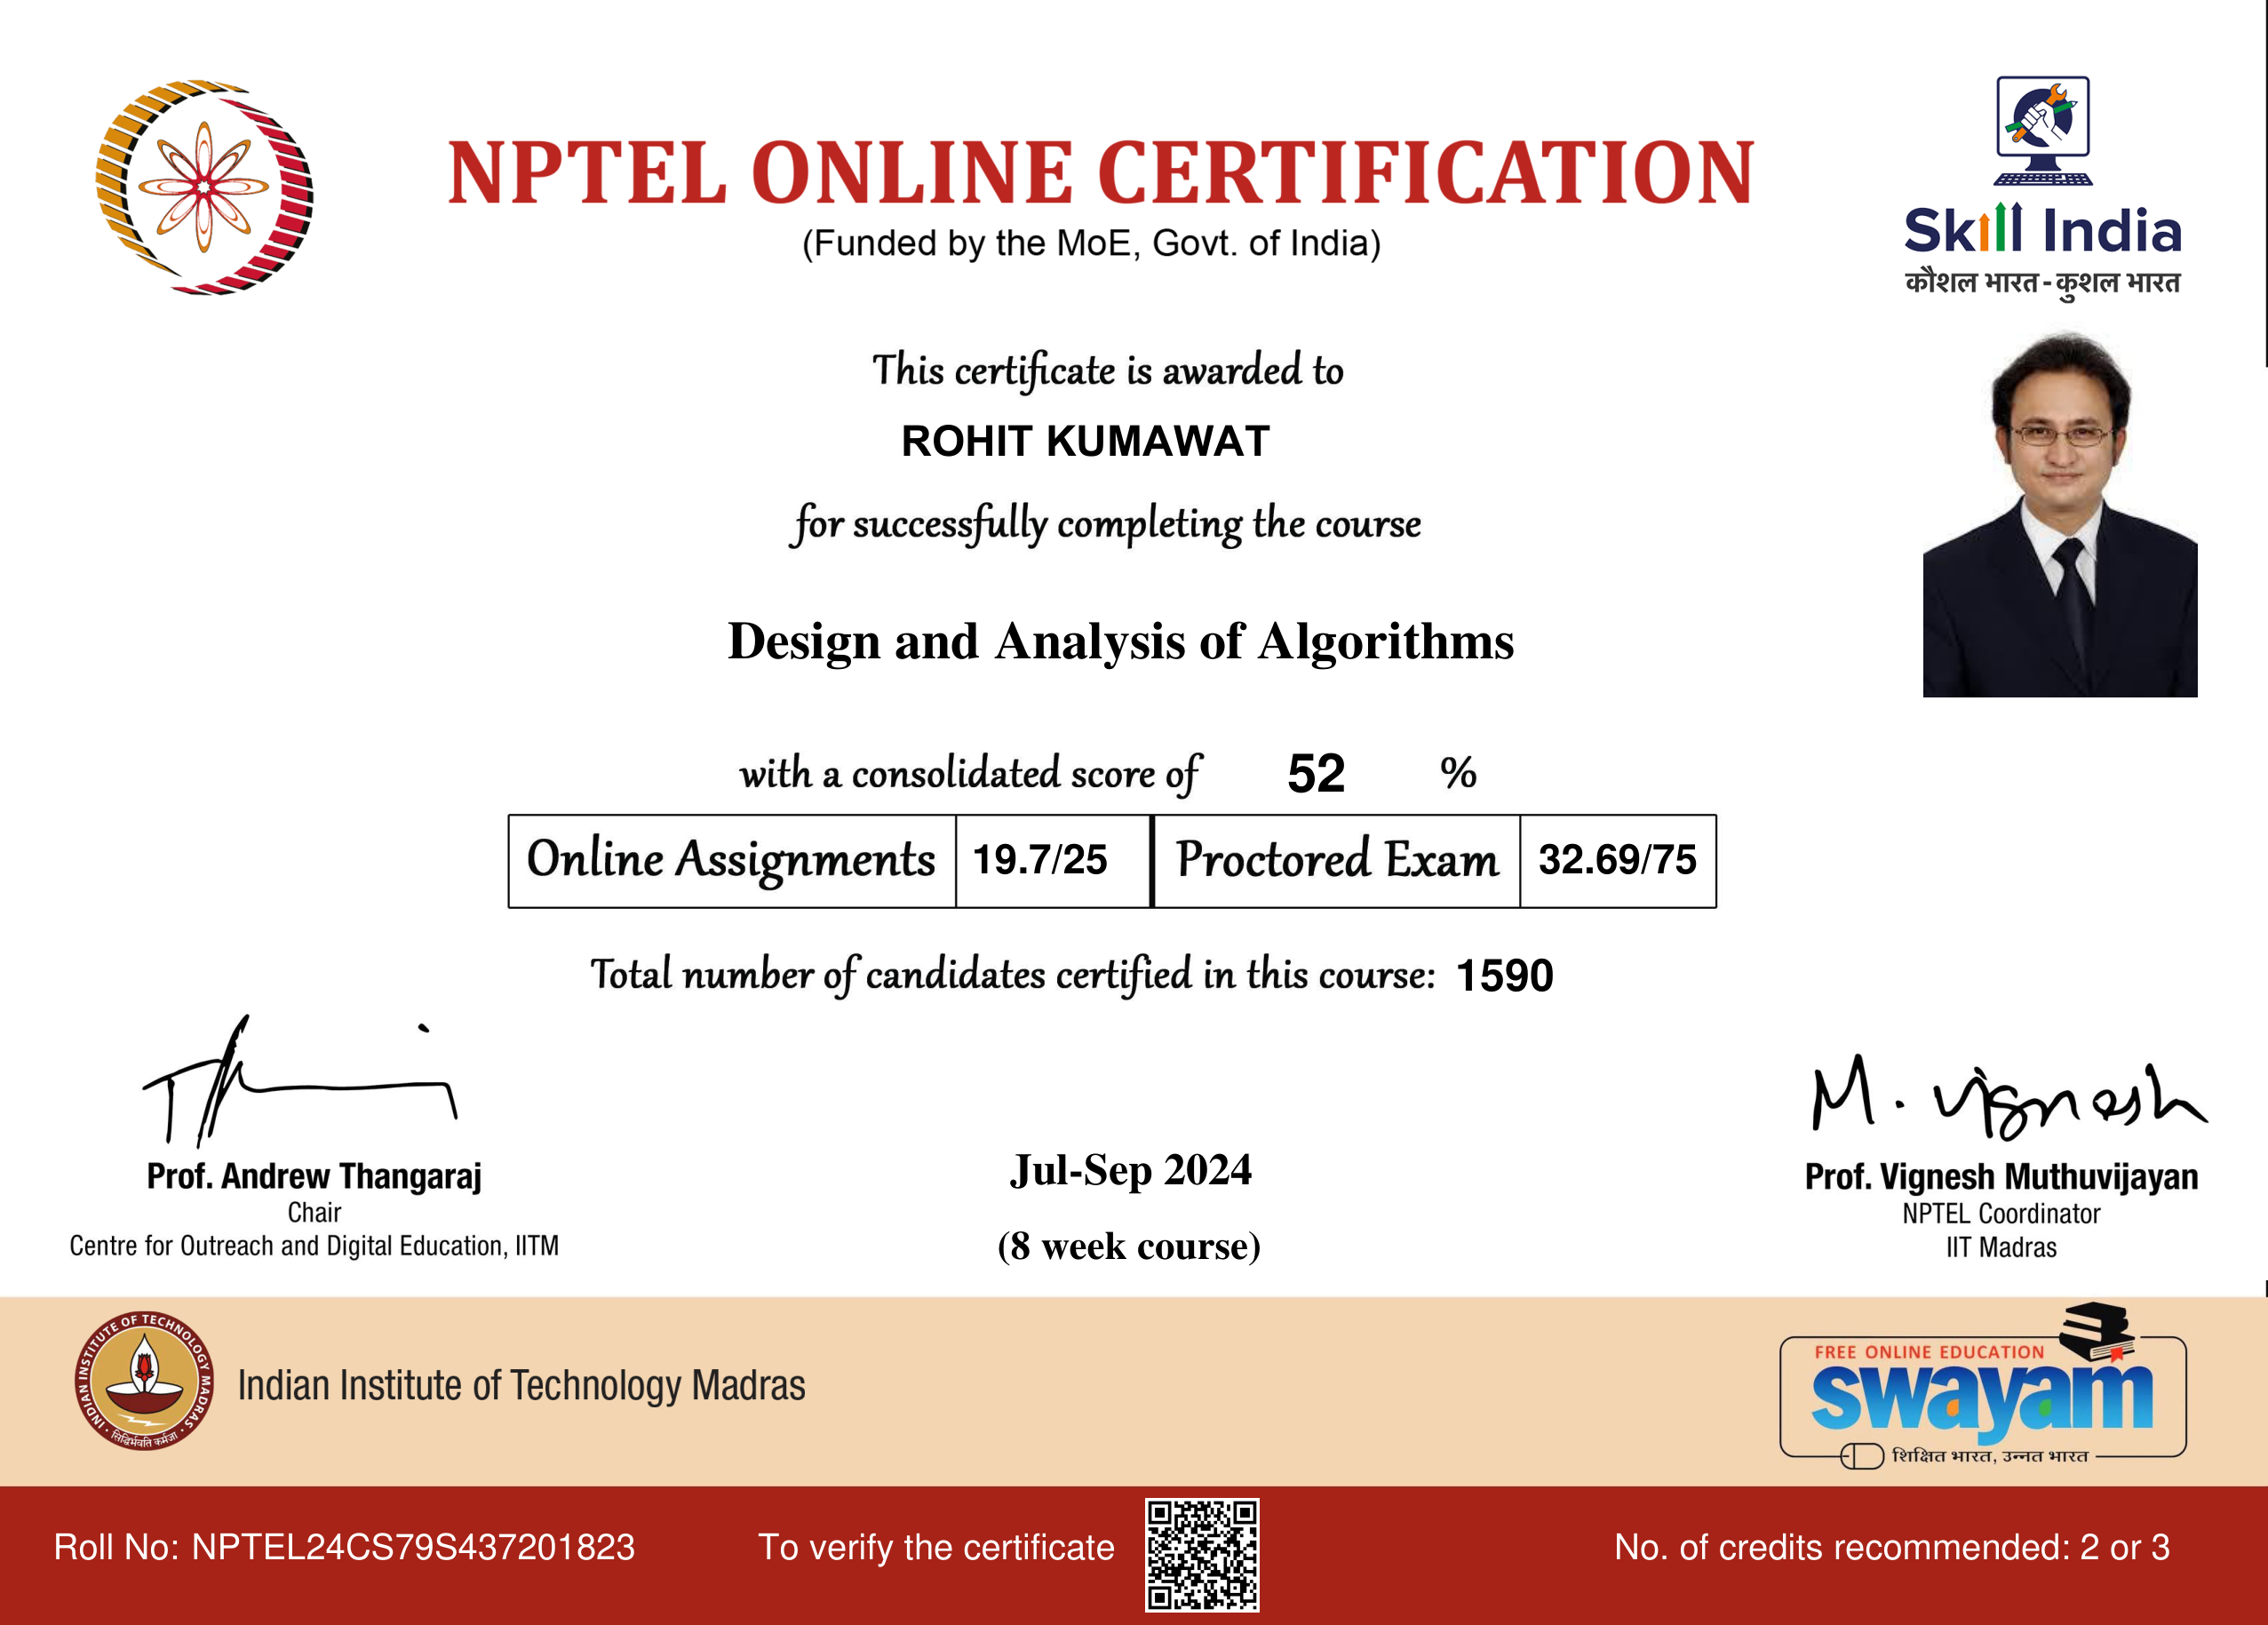 NPTEL ONLINE CERTIFICATION
(Funded by the MoE, Govt. of India)
Skill India
कौशल भारत - कुशल भारत
This certificate is awarded to
ROHIT KUMAWAT
for successfully completing the course
Design and Analysis of Algorithms
with a consolidated score of 52 %
Online Assignments 19.7/25 Proctored Exam 32.69/75
Total number of candidates certified in this course: 1590
M. Vignesh
Prof. Andrew Thangaraj
Chair
Centre for Outreach and Digital Education, IITM
Jul-Sep 2024
(8 week course)
Prof. Vignesh Muthuvijayan
NPTEL Coordinator
IIT Madras
INDIAN INSTITUTE OF TECHNOLOGY MADRAS
सिद्धिर्भवति कर्मजा
Indian Institute of Technology Madras
FREE ONLINE EDUCATION
swayam
शिक्षित भारत, उन्नत भारत
Roll No: NPTEL24CS79S437201823
To verify the certificate
No. of credits recommended: 2 or 3